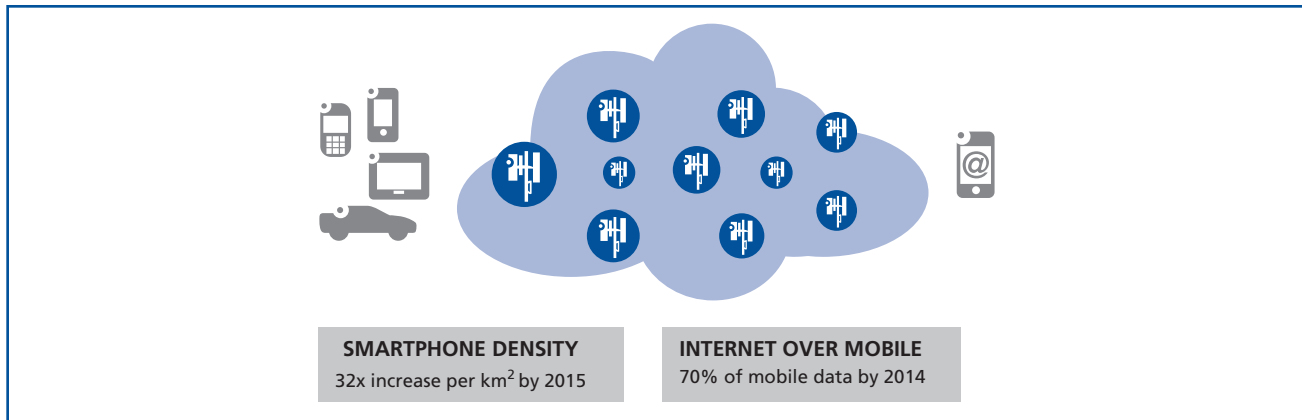 @
SMARTPHONE DENSITY
32x increase per km² by 2015
INTERNET OVER MOBILE
70% of mobile data by 2014